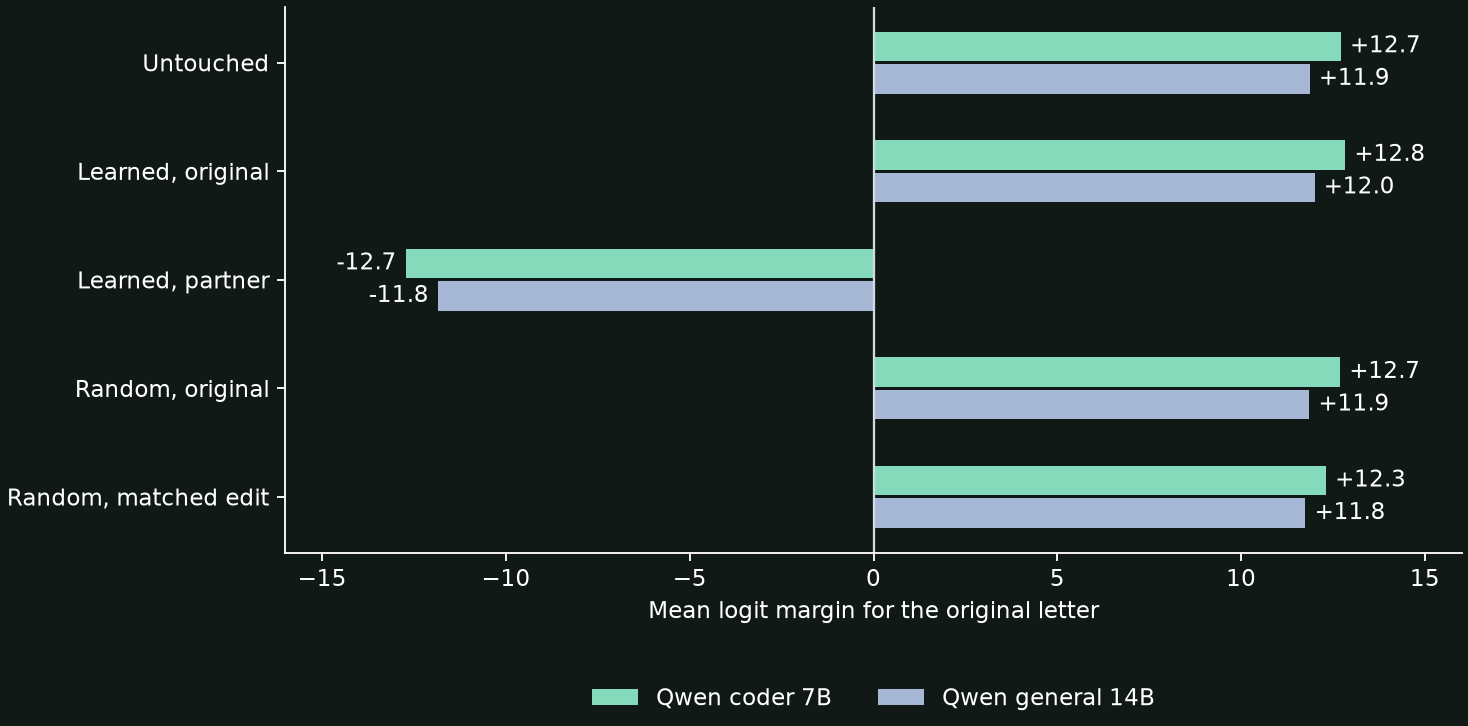 Untouched
+12.7
+11.9
Learned, original
+12.8
+12.0
Learned, partner
-12.7
-11.8
Random, original
+12.7
+11.9
Random, matched edit
+12.3
+11.8
−15 −10 −5 0 5 10 15
Mean logit margin for the original letter
Qwen coder 7B Qwen general 14B